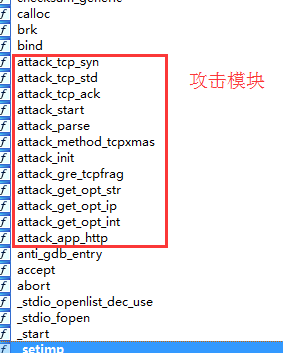 checksum_generic
calloc
brk
bind
attack_tcp_syn
attack_tcp_std
attack_tcp_ack
attack_start
attack_parse
attack_method_tcpxmas
attack_init
attack_gre_tcpfrag
attack_get_opt_str
attack_get_opt_ip
attack_get_opt_int
attack_app_http
攻击模块
anti_gdb_entry
accept
abort
_stdio_openlist_dec_use
_stdio_fopen
_start
_setjmp